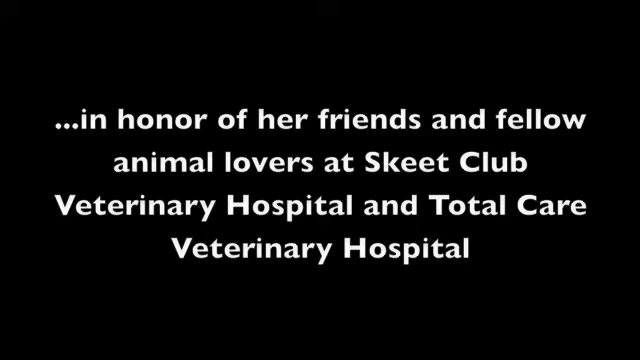 ...in honor of her friends and fellow
animal lovers at Skeet Club
Veterinary Hospital and Total Care
Veterinary Hospital